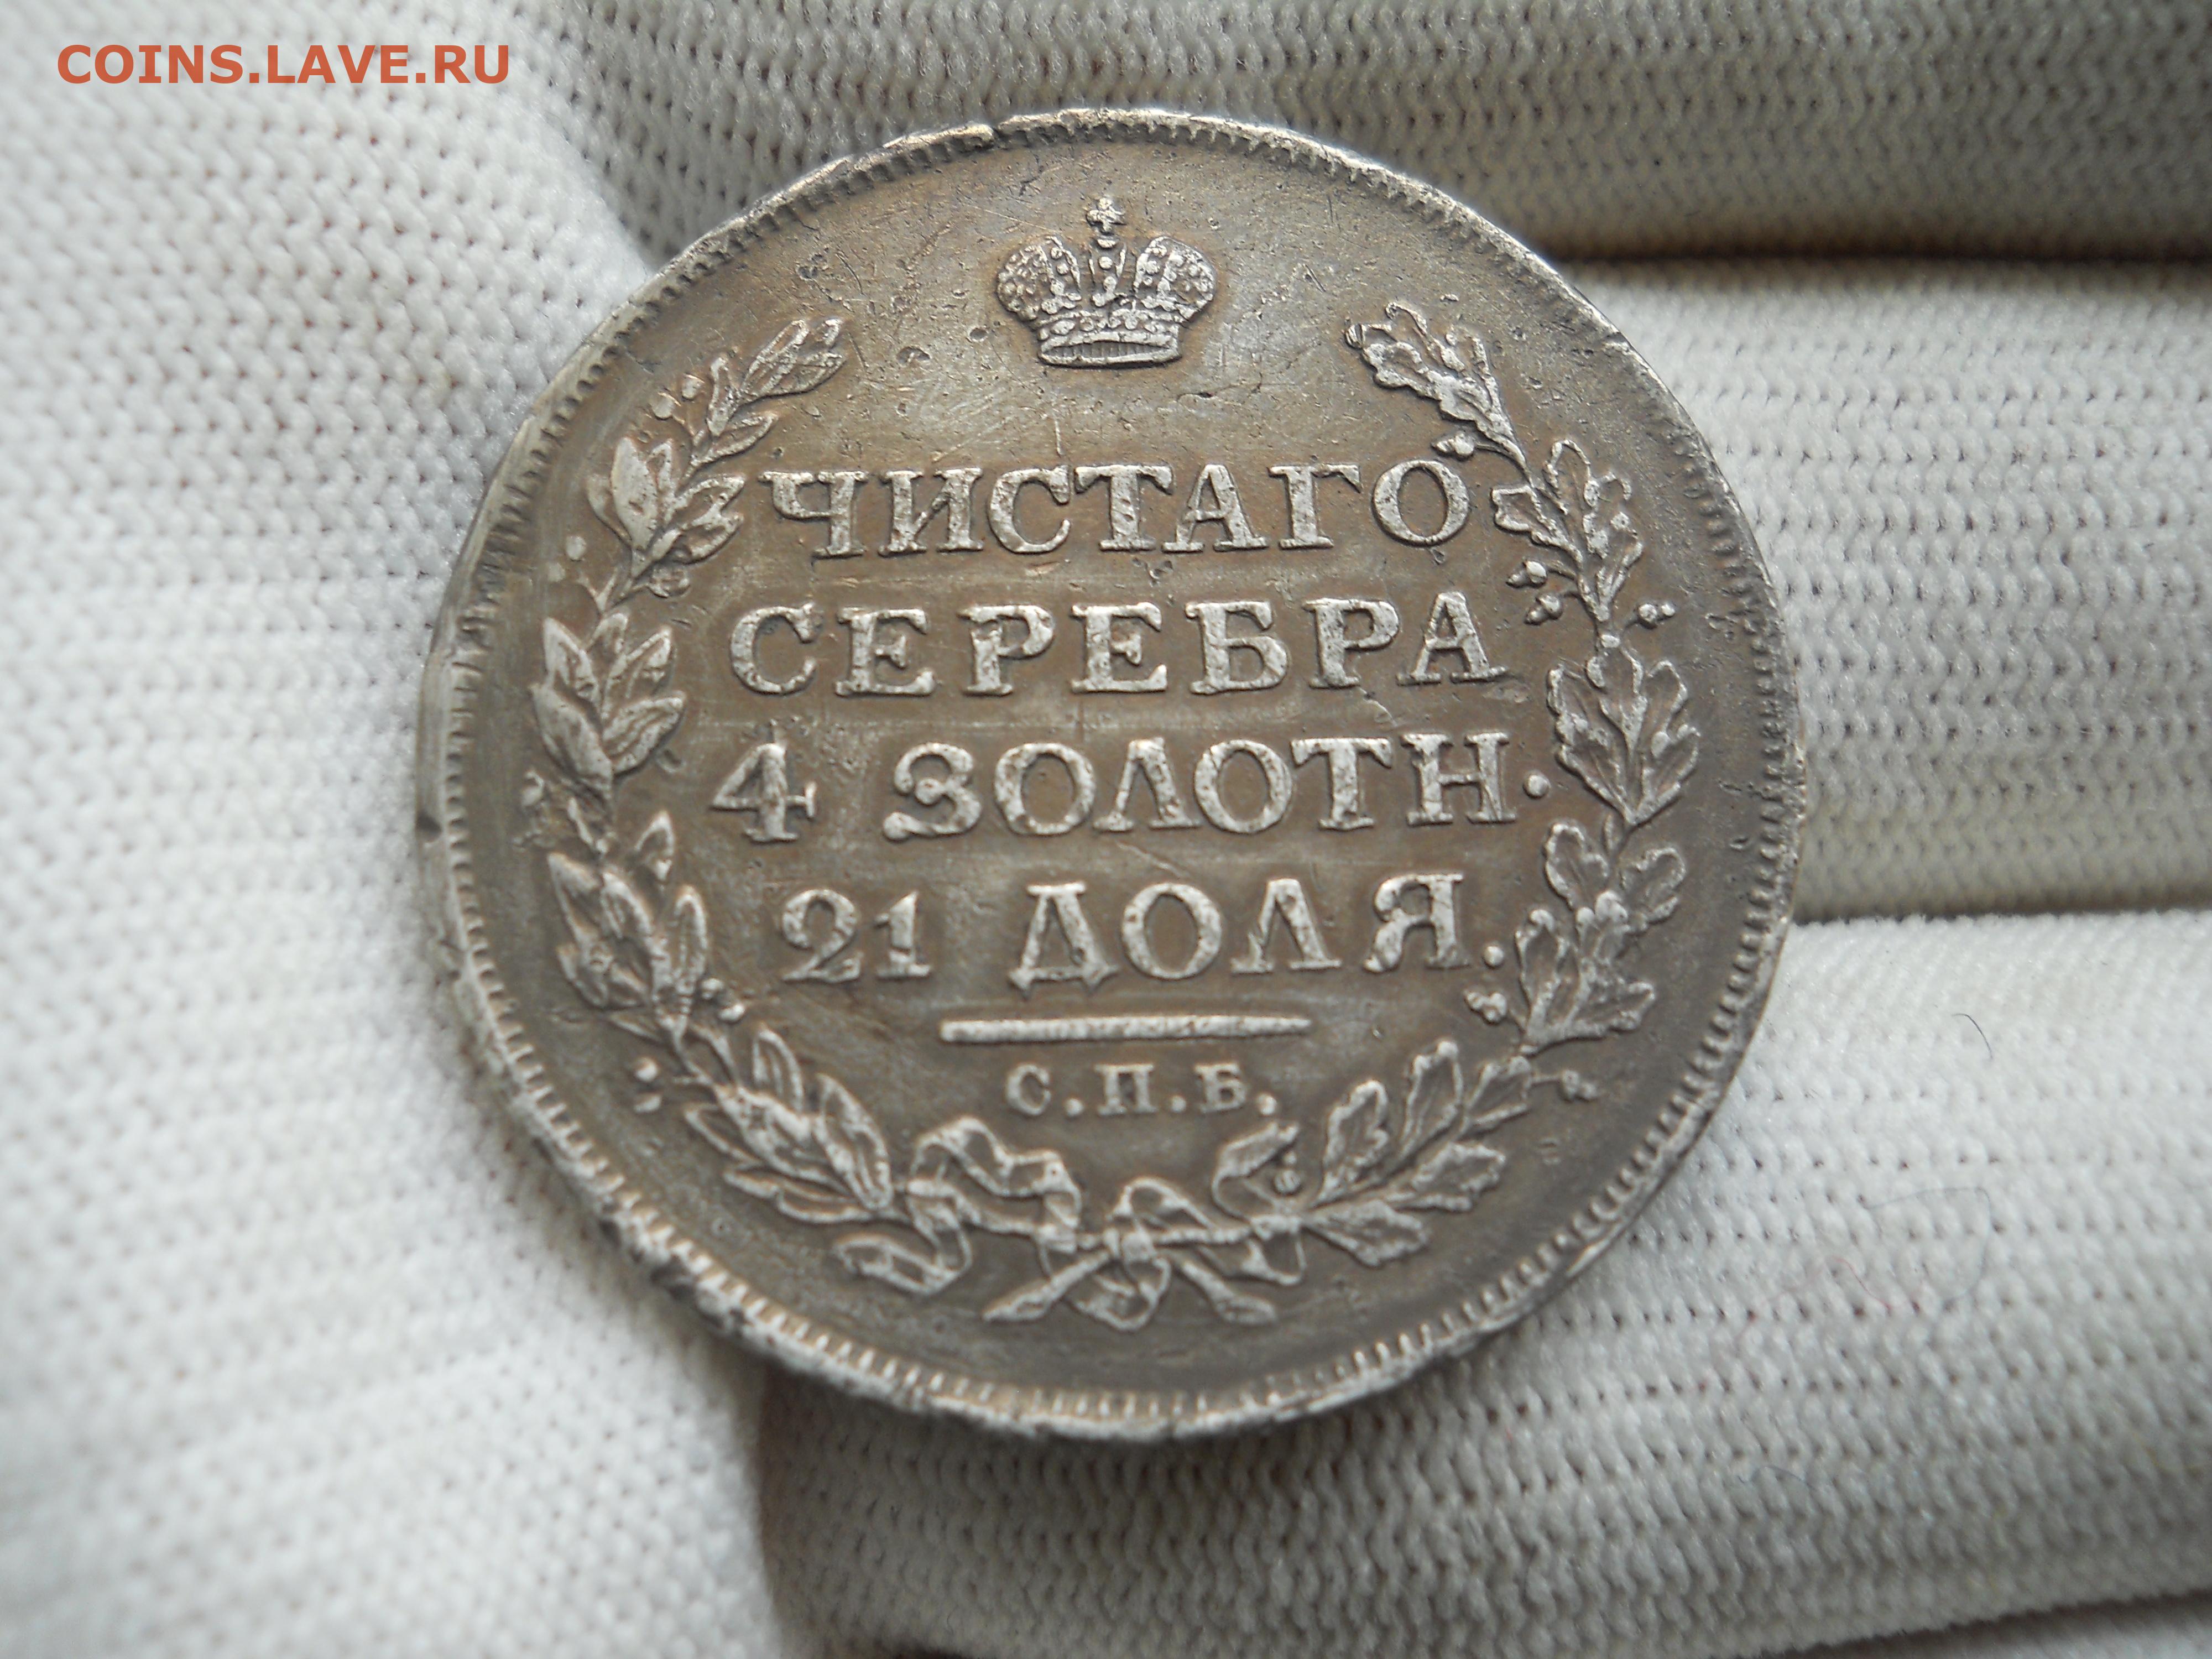 COINS.LAVE.RU
ЧИСТАГО
СЕРЕБРА
4 ЗОЛОТН.
21 ДОЛЯ.
С.П.Б.